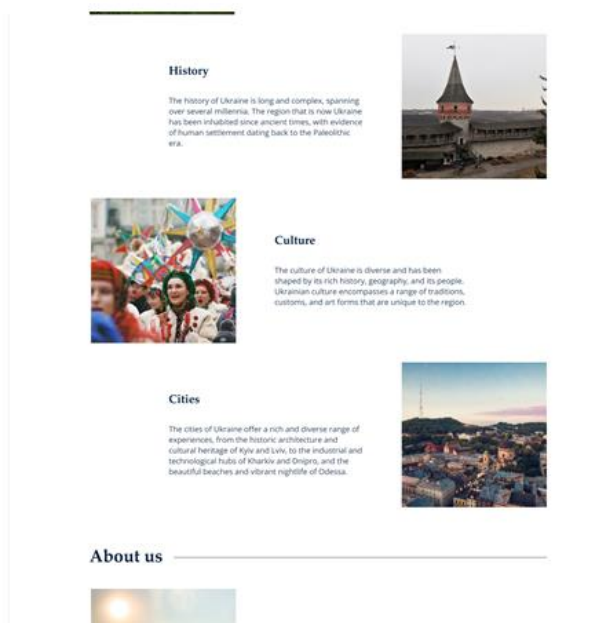 History
The history of Ukraine is long and complex, spanning
over several millennia. The region that is now Ukraine
has been inhabited since ancient times, with evidence
of human settlement dating back to the Paleolithic
era.
Culture
The culture of Ukraine is diverse and has been
shaped by its rich history, geography, and its people.
Ukrainian culture encompasses a range of traditions,
customs, and art forms that are unique to the region.
Cities
The cities of Ukraine offer a rich and diverse range of
experiences, from the historic architecture and
cultural heritage of Kyiv and Lviv, to the industrial and
technological hubs of Kharkiv and Dnipro, and the
beautiful beaches and vibrant nightlife of Odessa.
About us